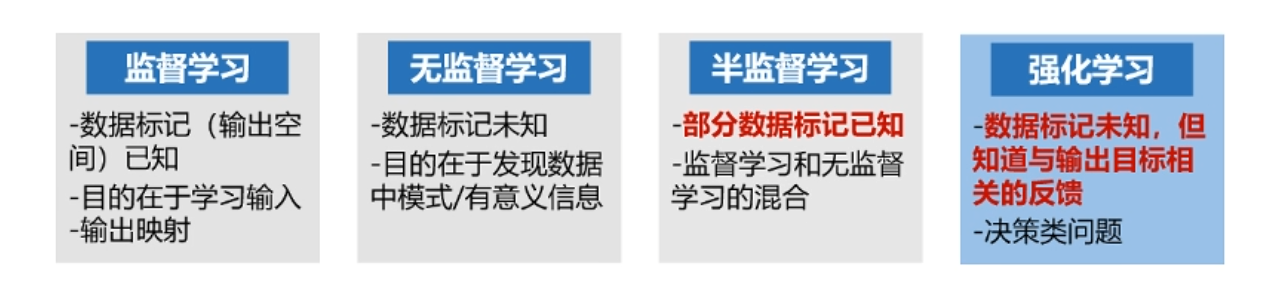 监督学习
-数据标记（输出空
间）已知
-目的在于学习输入
-输出映射
无监督学习
-数据标记未知
-目的在于发现数据
中模式/有意义信息
半监督学习
-部分数据标记已知
-监督学习和无监督
学习的混合
强化学习
-数据标记未知，但
知道与输出目标相
关的反馈
-决策类问题